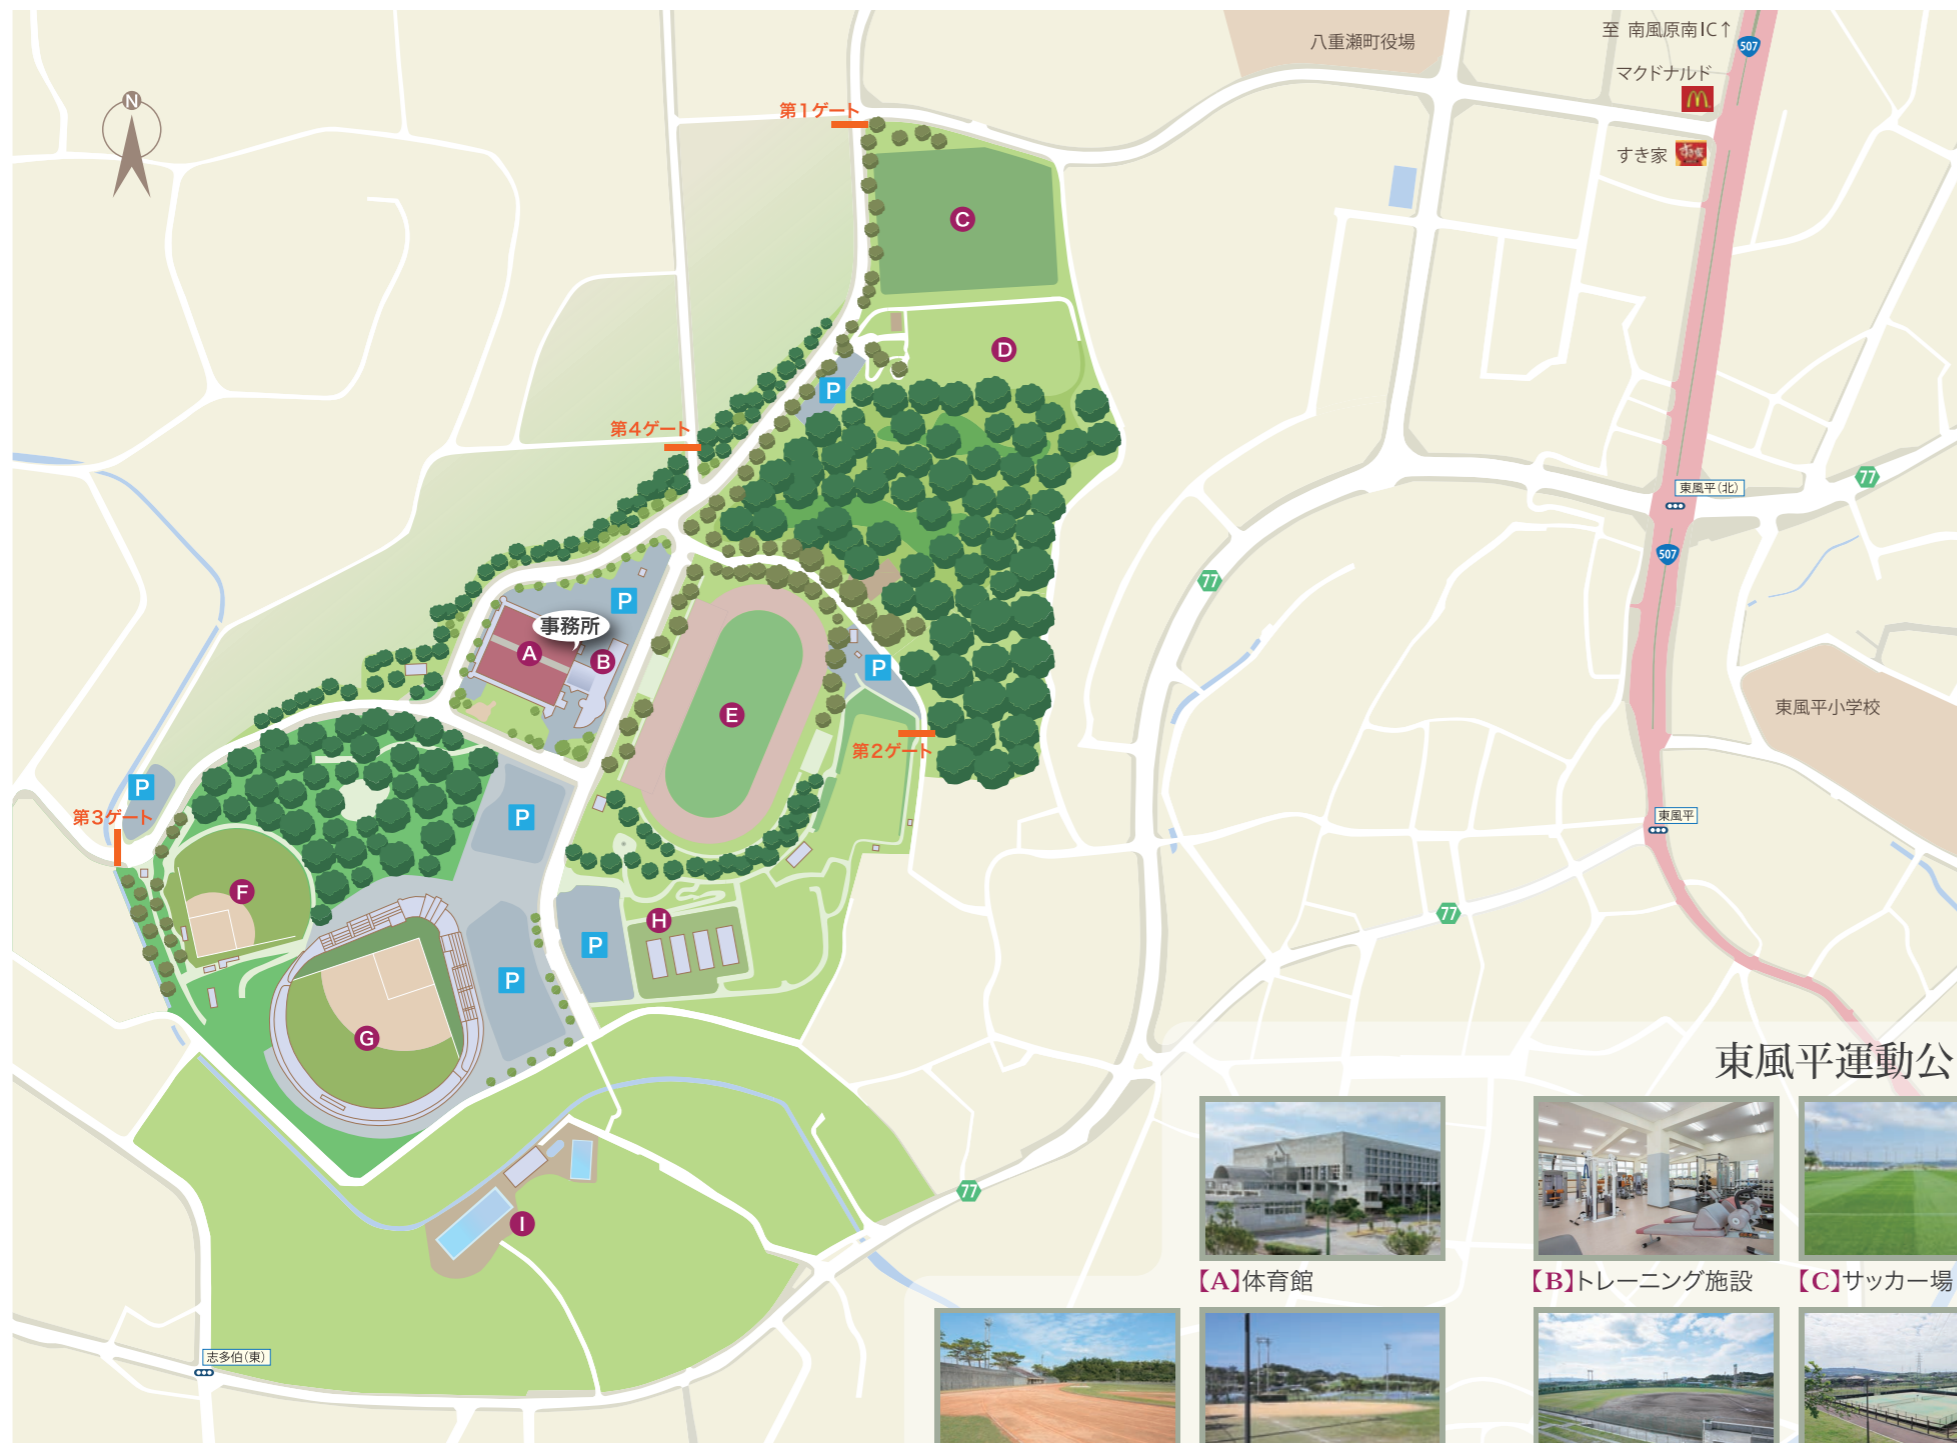 八重瀬町役場
至 南風原南IC↑
507
マクドナルド
すき家
すき家
N
第1ゲート
C
D
P
第4ゲート
77
東風平(北)
507
77
P
事務所
A
B
P
E
第2ゲート
東風平小学校
P
第3ゲート
P
東風平
F
H
P
77
P
G
東風平運動公
I
77
【A】体育館
【B】トレーニング施設
【C】サッカー場
志多伯(東)